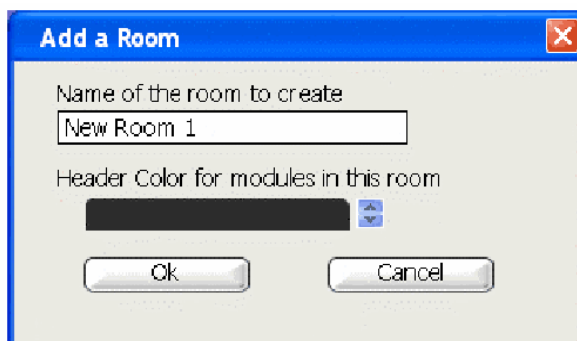 Add a Room
Name of the room to create
New Room 1
Header Color for modules in this room
Ok Cancel